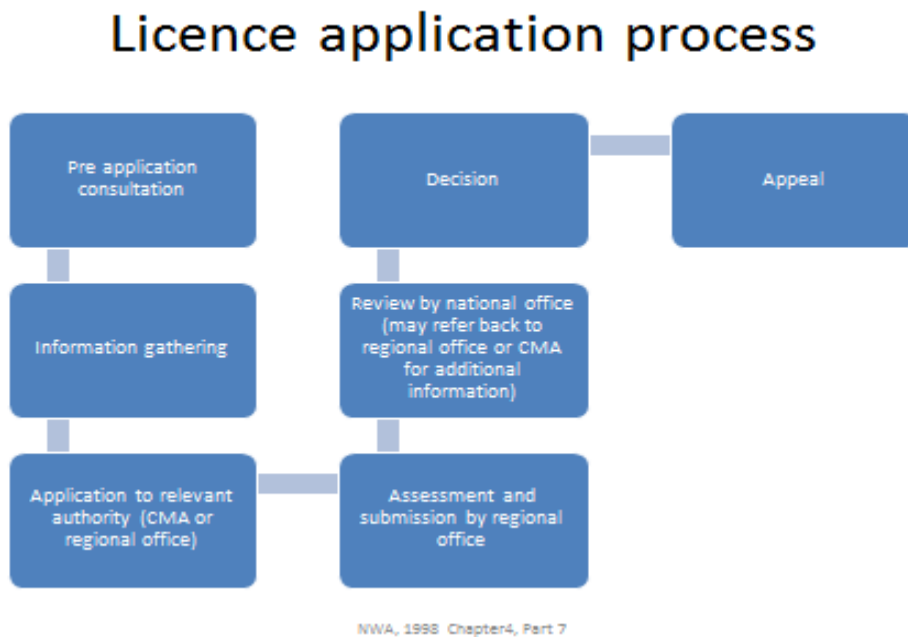 Licence application process
Pre application
consultation
Information gathering
Application to relevant
authority (CMA or
regional office)
Assessment and
submission by regional
office
Review by national office
(may refer back to
regional office or CMA
for additional
information)
Decision
Appeal
NWA, 1998 Chapter4, Part 7